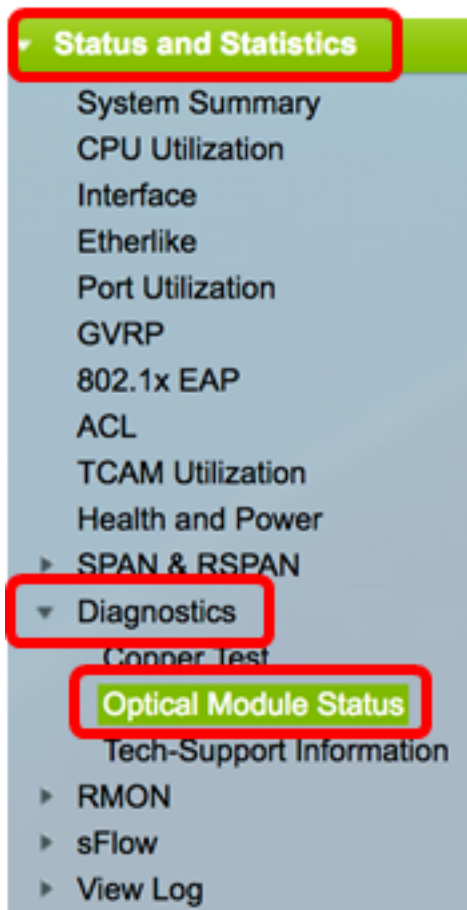 Status and Statistics
System Summary
CPU Utilization
Interface
Etherlike
Port Utilization
GVRP
802.1x EAP
ACL
TCAM Utilization
Health and Power
SPAN & RSPAN
Diagnostics
Copper Test
Optical Module Status
Tech-Support Information
RMON
sFlow
View Log